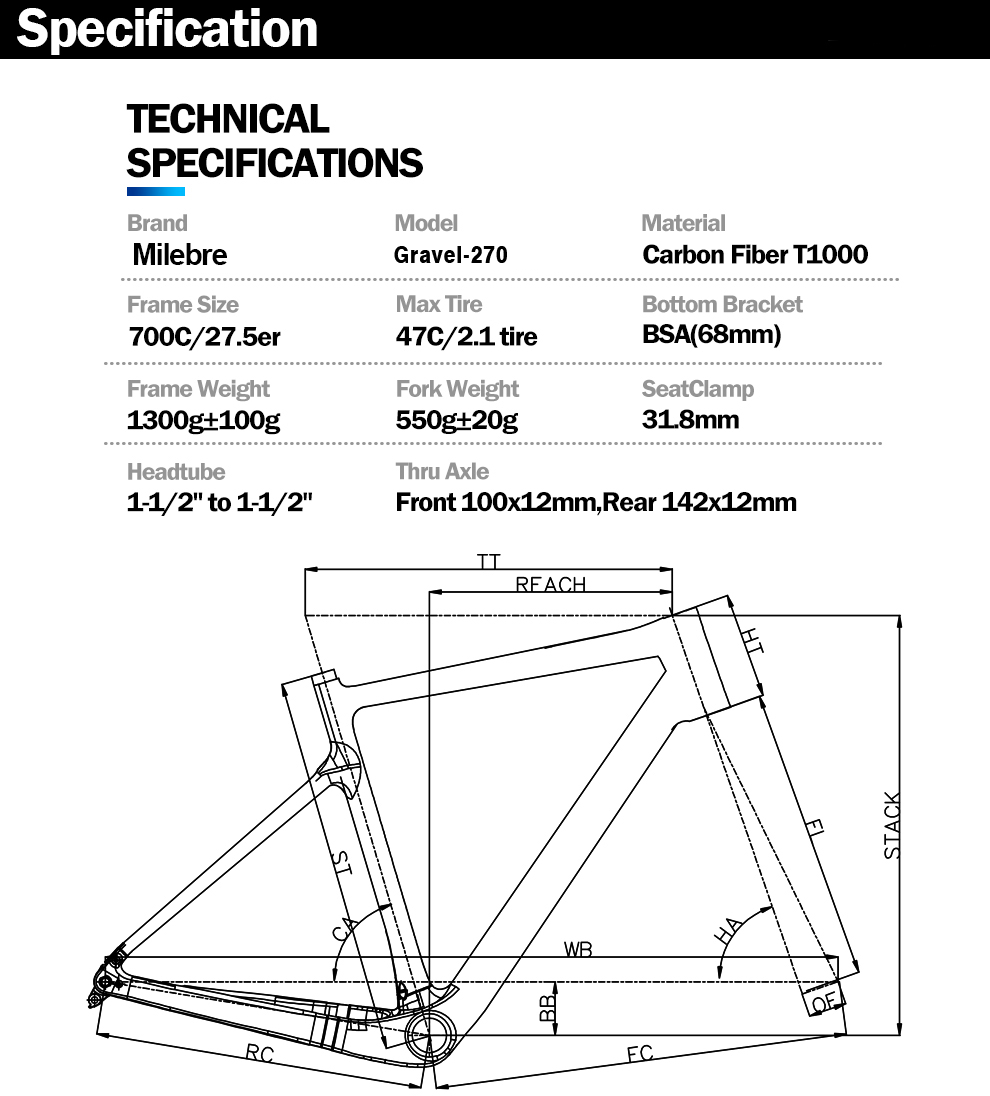 Specification
TECHNICAL
SPECIFICATIONS
Brand Model Material
Milebre Gravel-270 Carbon Fiber T1000
Frame Size Max Tire Bottom Bracket
700C/27.5er 47C/2.1 tire BSA(68mm)
Frame Weight Fork Weight SeatClamp
1300g±100g 550g±20g 31.8mm
Headtube Thru Axle
1-1/2" to 1-1/2" Front 100x12mm,Rear 142x12mm
TT
REACH
HT
STACK
FL
ST
CA
HA
WB
OF
BB
RC
FC